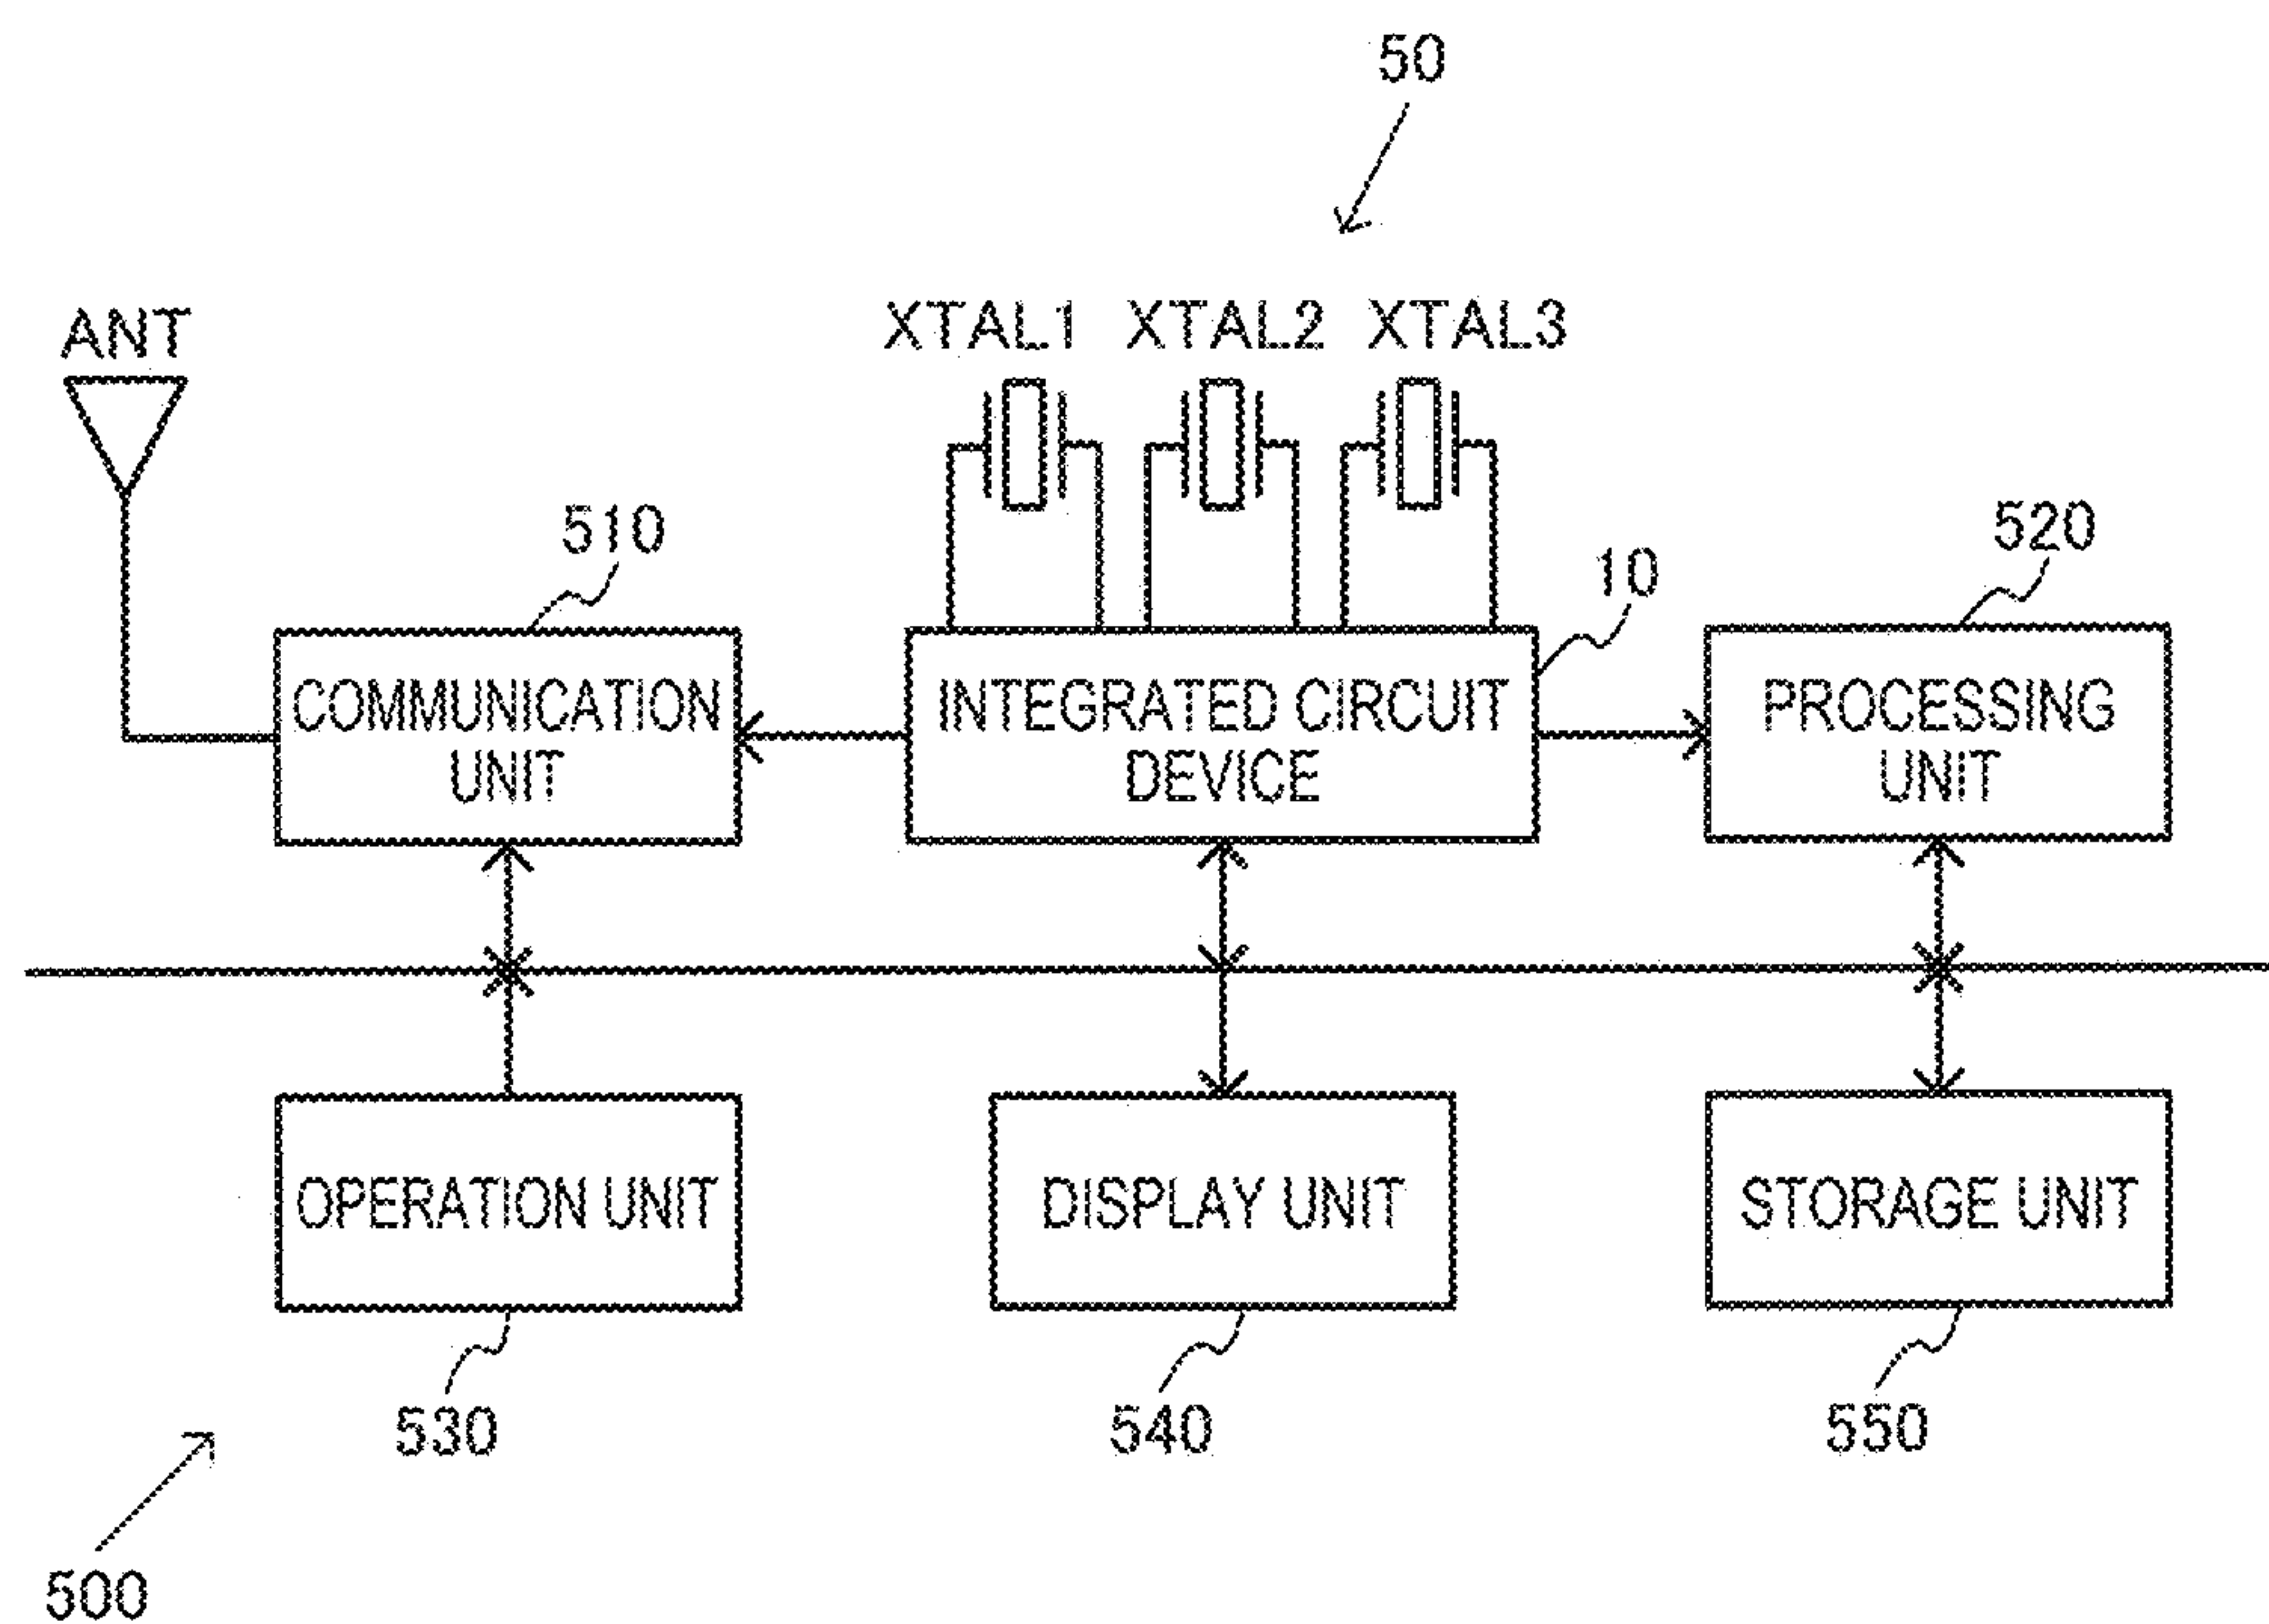 50
ANT
XTAL1 XTAL2 XTAL3
510
10
520
COMMUNICATION
UNIT
INTEGRATED CIRCUIT
DEVICE
PROCESSING
UNIT
OPERATION UNIT
DISPLAY UNIT
STORAGE UNIT
530
540
550
500